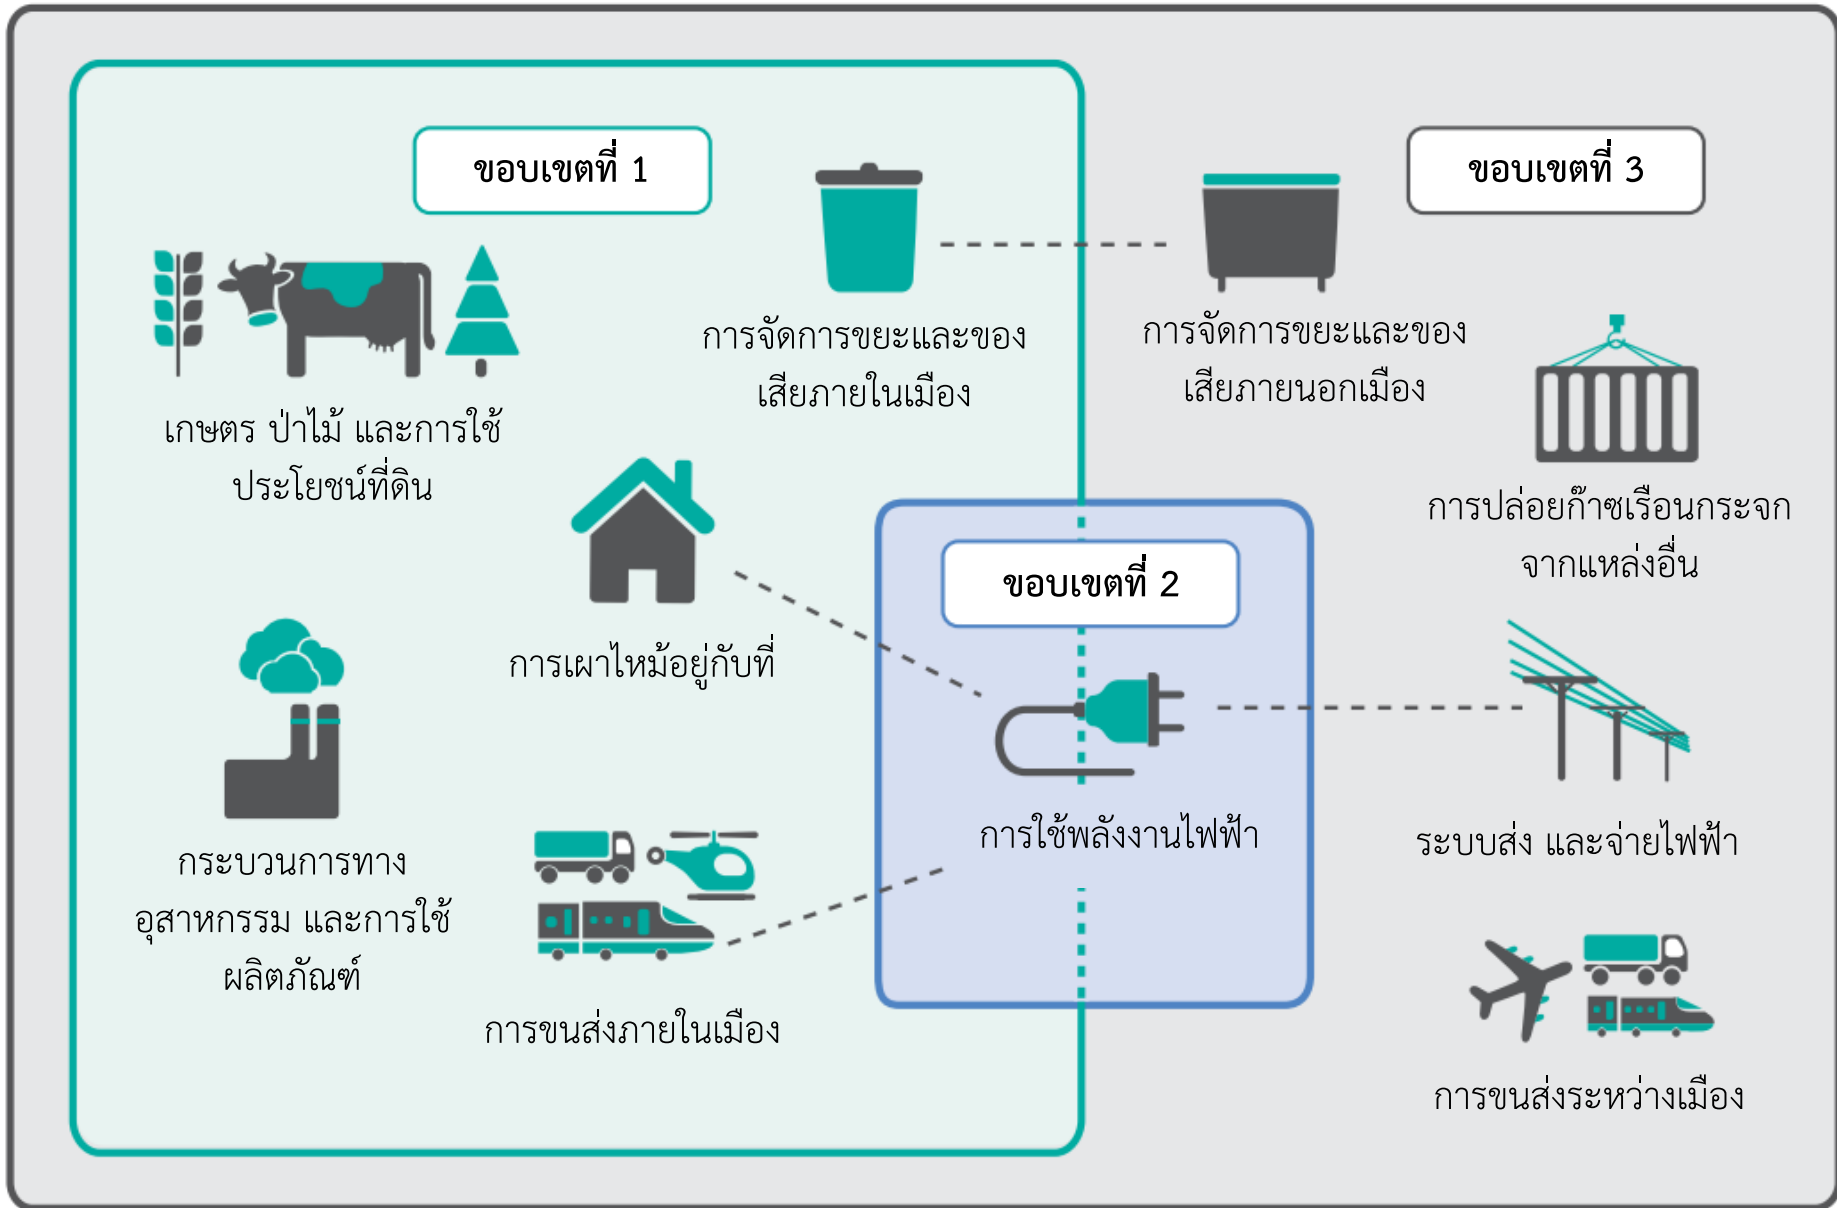 ขอบเขตที่ 1
ขอบเขตที่ 3
การจัดการขยะและของ
เสียภายในเมือง
การจัดการขยะและของ
เสียภายนอกเมือง
เกษตร ป่าไม้ และการใช้
ประโยชน์ที่ดิน
การปล่อยก๊าซเรือนกระจก
จากแหล่งอื่น
ขอบเขตที่ 2
การเผาไหม้อยู่กับที่
การใช้พลังงานไฟฟ้า
ระบบส่ง และจ่ายไฟฟ้า
กระบวนการทาง
อุสาหกรรม และการใช้
ผลิตภัณฑ์
การขนส่งภายในเมือง
การขนส่งระหว่างเมือง